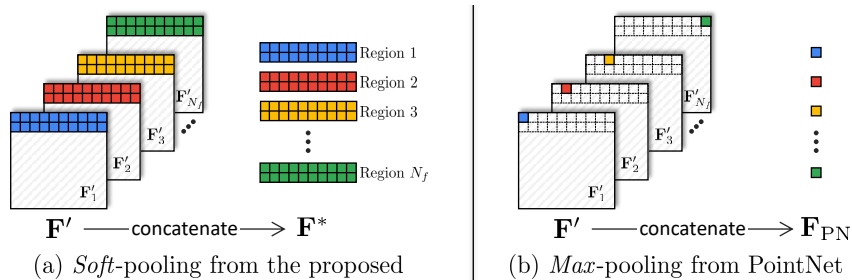 Region 1
Region 2
Region 3
Region N_f
F'_1
F'_2
F'_3
F'_{N_f}
F' concatenate F*
(a) Soft-pooling from the proposed
F'_1
F'_2
F'_3
F'_{N_f}
F' concatenate F_PN
(b) Max-pooling from PointNet